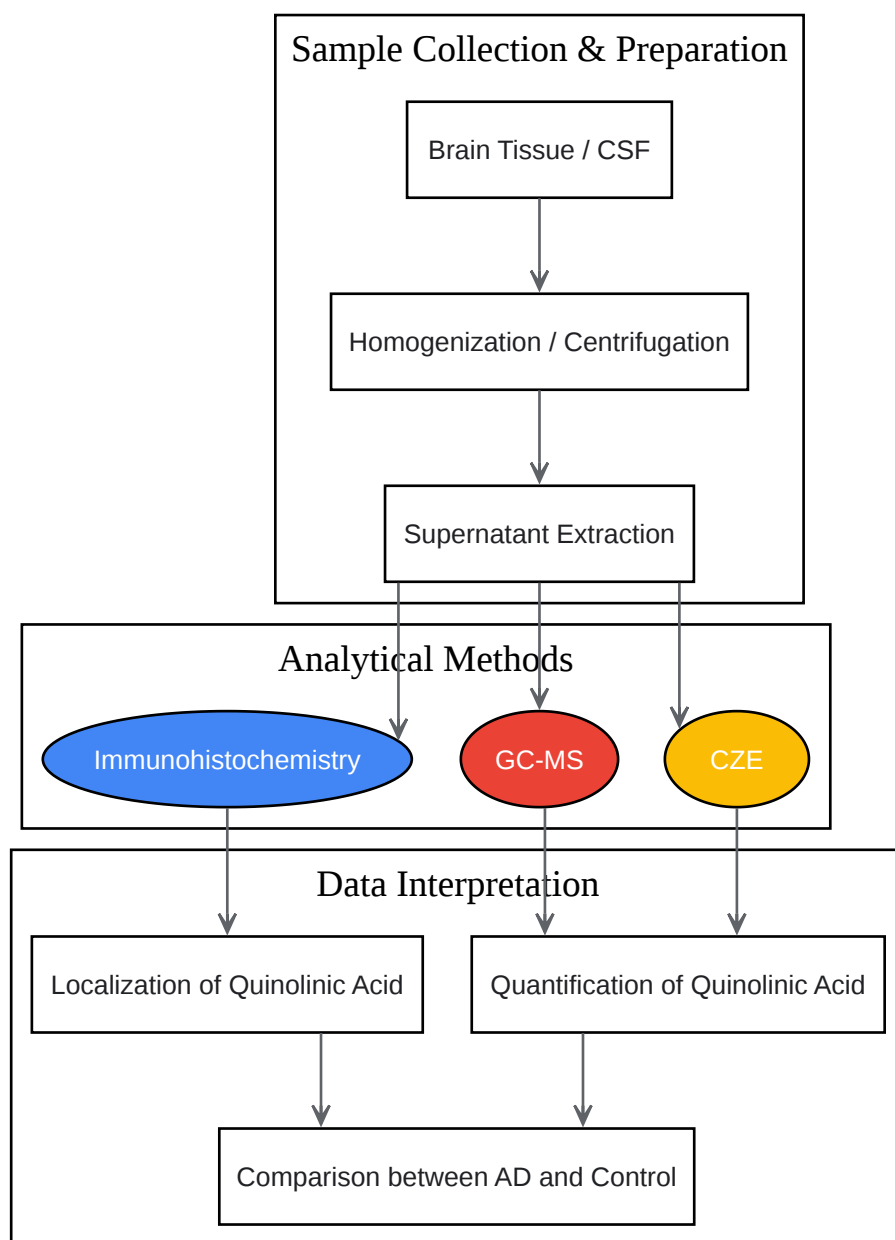 Sample Collection & Preparation
Brain Tissue / CSF
Homogenization / Centrifugation
Supernatant Extraction
Analytical Methods
Immunohistochemistry
GC-MS
CZE
Data Interpretation
Localization of Quinolinic Acid
Quantification of Quinolinic Acid
Comparison between AD and Control